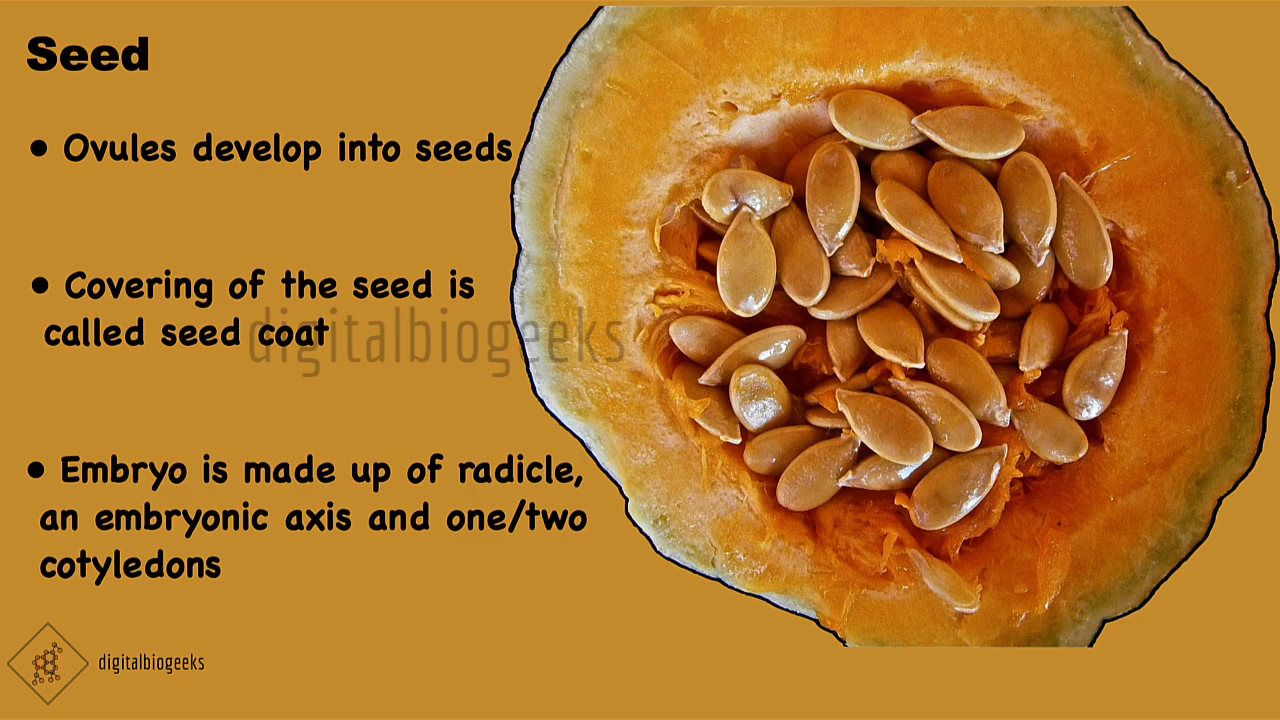 Seed
• Ovules develop into seeds
• Covering of the seed is
called seed coat
digitalbiogeeks
• Embryo is made up of radicle,
an embryonic axis and one/two
cotyledons
digitalbiogeeks